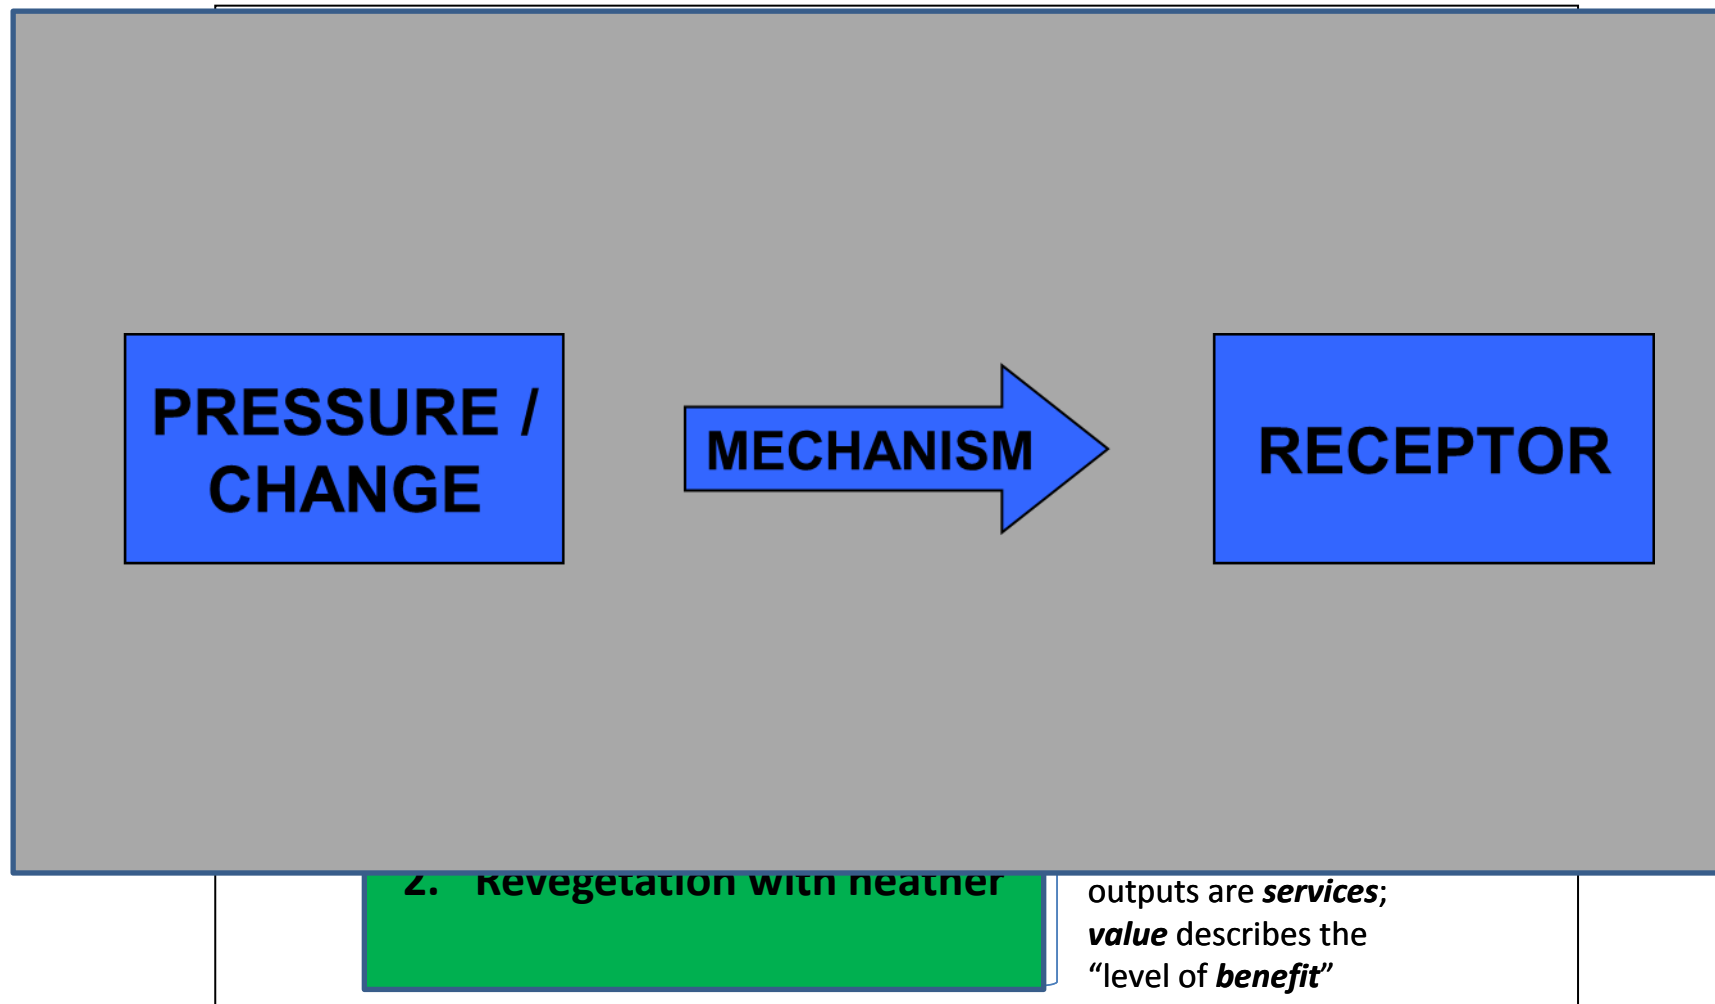 PRESSURE /
CHANGE
MECHANISM
RECEPTOR
2. Revegetation with heather
outputs are services;
value describes the
“level of benefit”